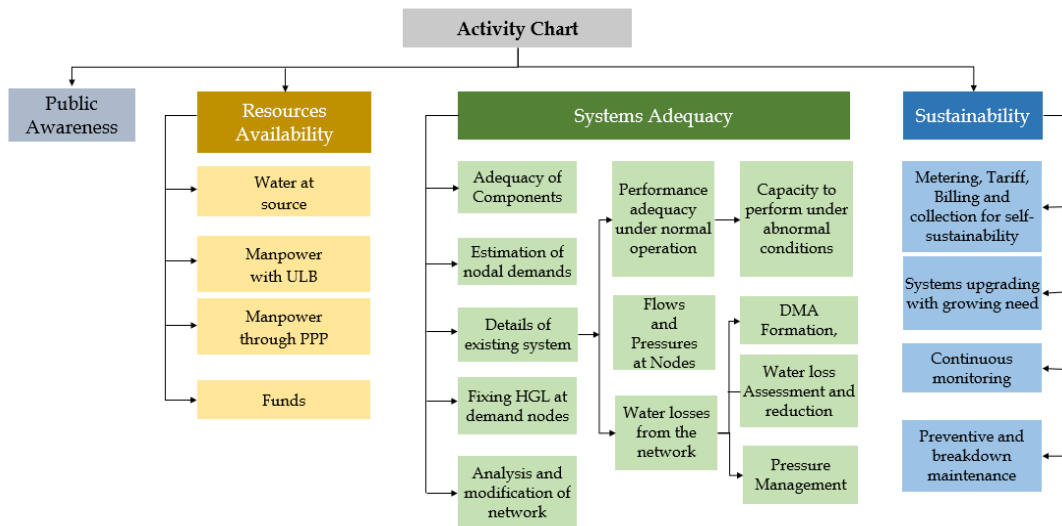 Activity Chart
Public
Awareness
Resources
Availability
Water at
source
Manpower
with ULB
Manpower
through PPP
Funds
Systems Adequacy
Adequacy of
Components
Estimation of
nodal demands
Details of
existing system
Fixing HGL at
demand nodes
Analysis and
modification of
network
Performance
adequacy
under normal
operation
Flows
and
Pressures
at Nodes
Water losses
from the
network
Capacity to
perform under
abnormal
conditions
DMA
Formation,
Water loss
Assessment and
reduction
Pressure
Management
Sustainability
Metering, Tariff,
Billing and
collection for self-
sustainability
Systems upgrading
with growing need
Continuous
monitoring
Preventive and
breakdown
maintenance